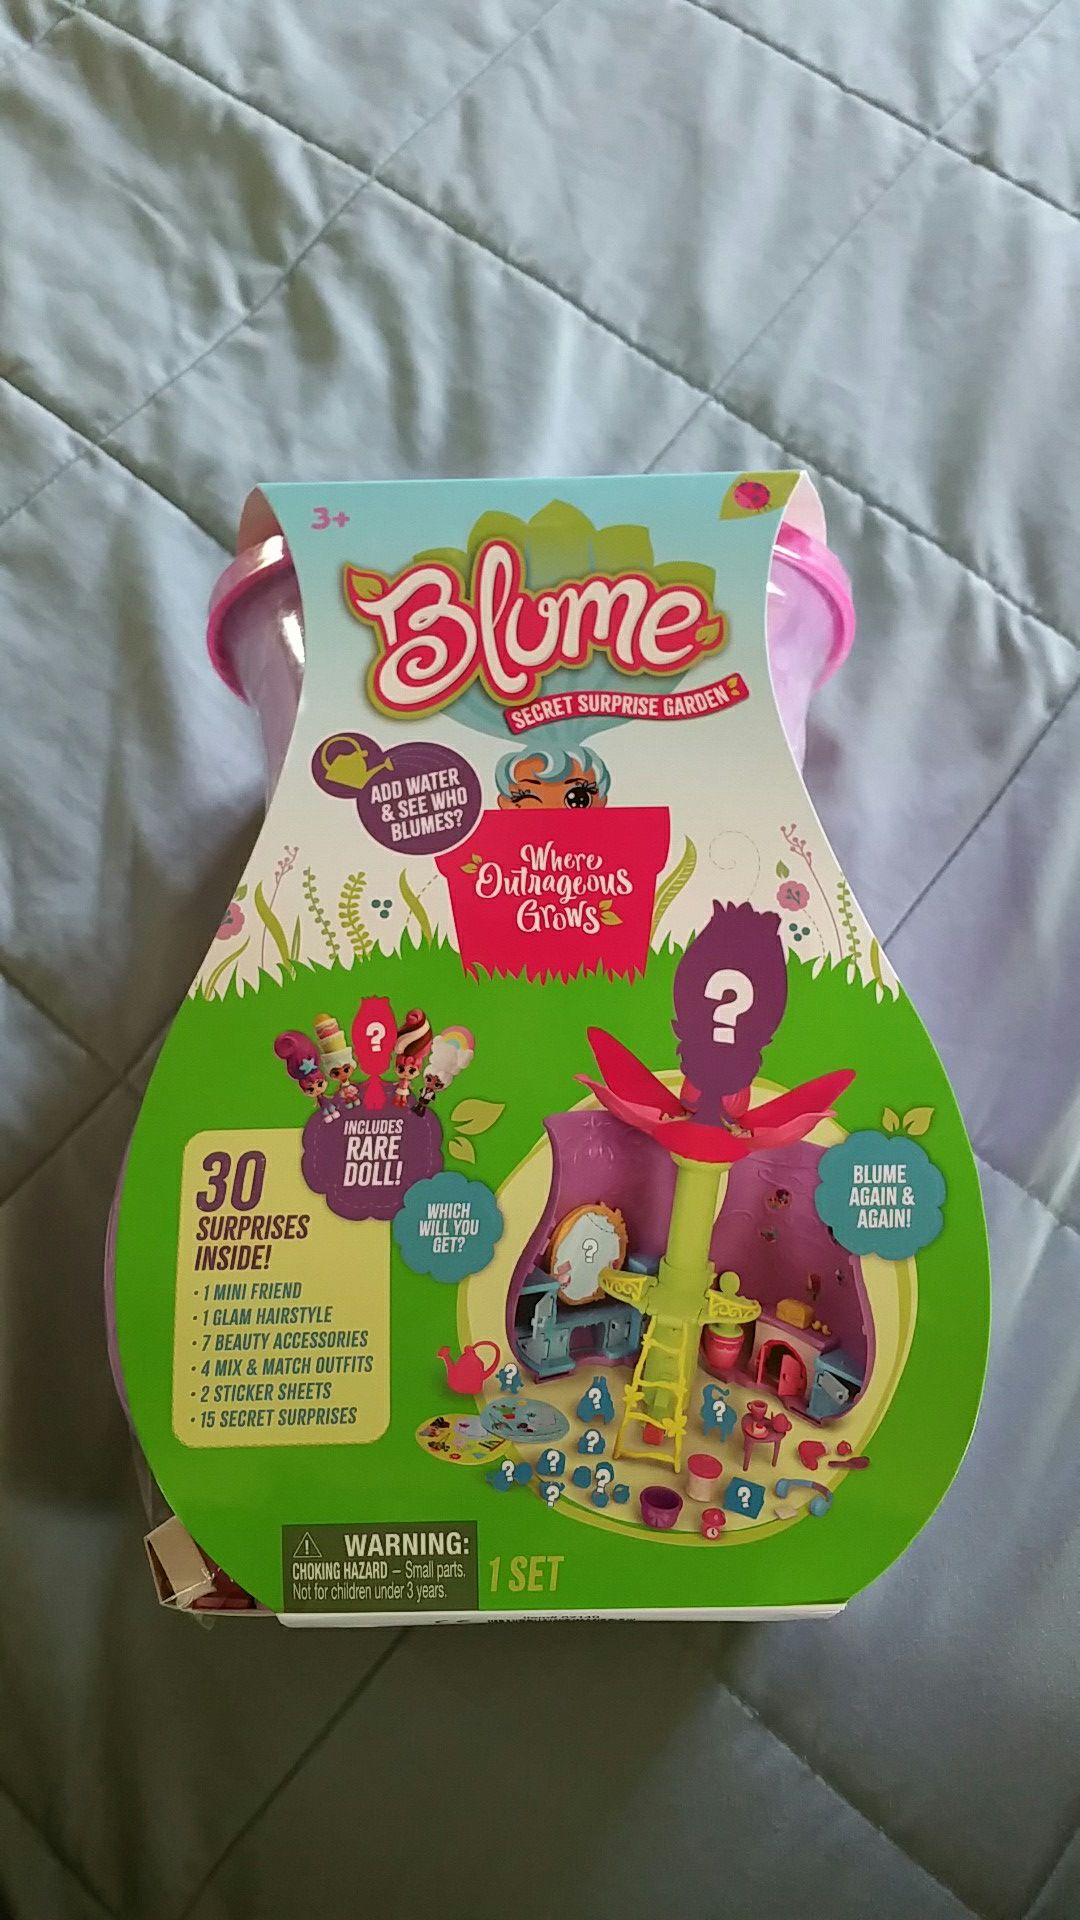 3+
Blume
SECRET SURPRISE GARDEN
ADD WATER
& SEE WHO
BLUMES?
Where
Outrageous
Grows
?
?
INCLUDES
RARE
DOLL!
BLUME
AGAIN &
AGAIN!
WHICH
WILL YOU
GET?
30
SURPRISES
INSIDE!
• 1 MINI FRIEND
• 1 GLAM HAIRSTYLE
• 7 BEAUTY ACCESSORIES
• 4 MIX & MATCH OUTFITS
• 2 STICKER SHEETS
• 15 SECRET SURPRISES
?
?
?
?
?
?
?
?
?
?
WARNING:
CHOKING HAZARD – Small parts.
Not for children under 3 years.
1 SET